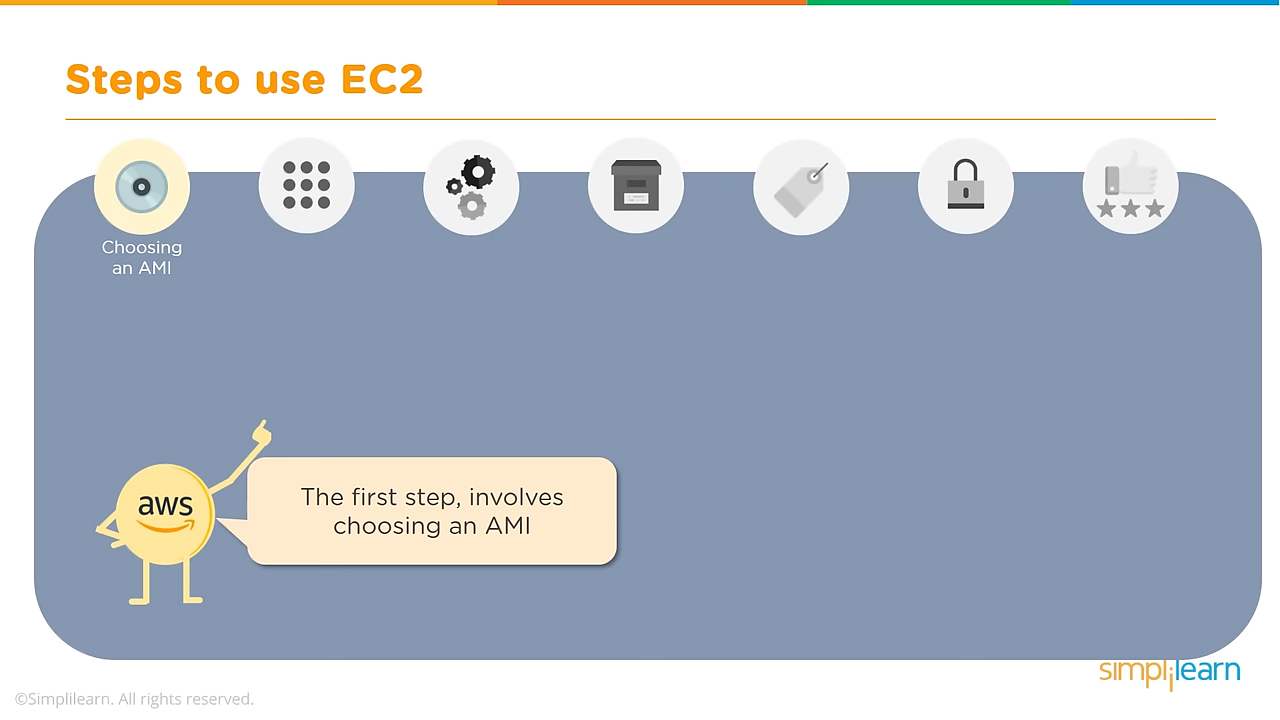 Steps to use EC2
Choosing
an AMI
aws
The first step, involves
choosing an AMI
simplilearn
©Simplilearn. All rights reserved.